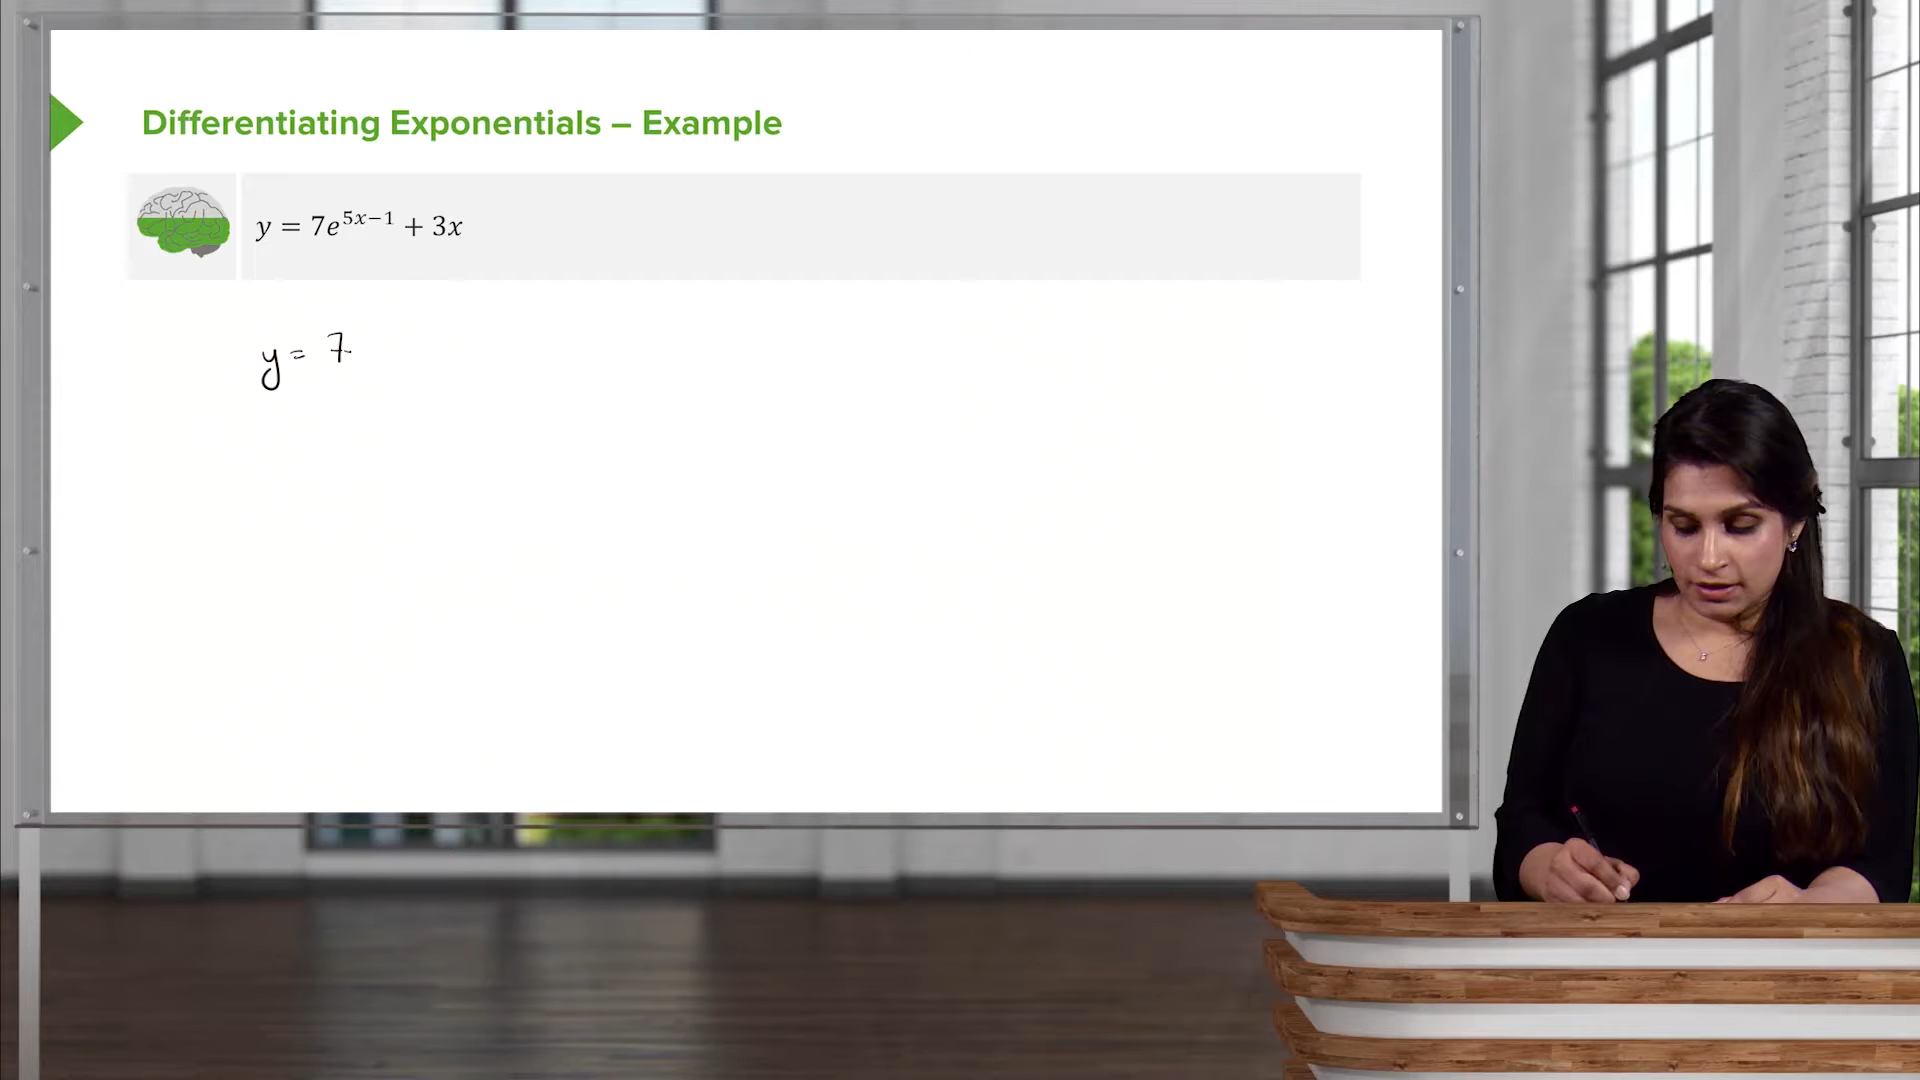 Differentiating Exponentials – Example
y = 7e^{5x−1} + 3x
y = 7